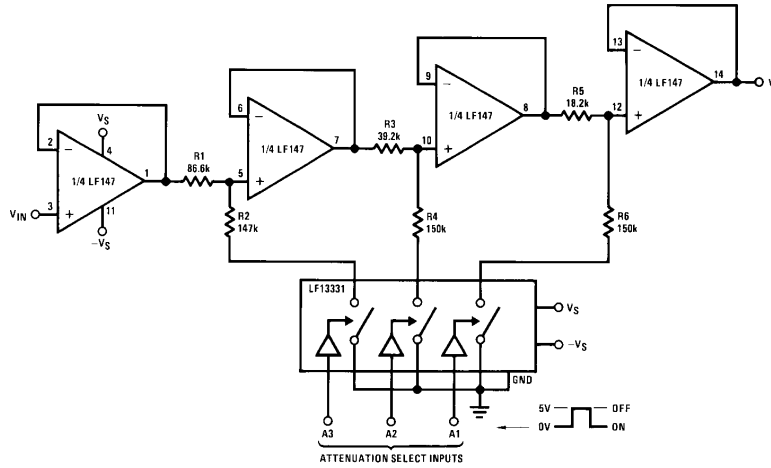 13
14
12
1/4 LF147
V
9
8
10
1/4 LF147
R5
18.2k
6
7
5
1/4 LF147
R3
39.2k
VS
4
2
1
3
11
1/4 LF147
VIN
-VS
R1
86.6k
R2
147k
R4
150k
R6
150k
LF13331
VS
-VS
GND
A3
A2
A1
5V
OFF
0V
ON
ATTENUATION SELECT INPUTS